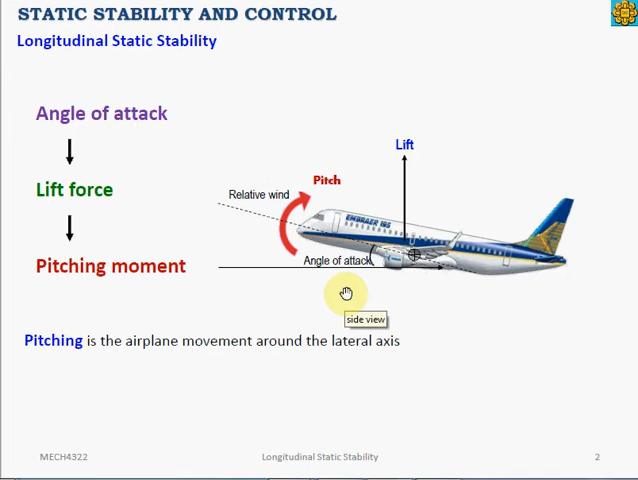 STATIC STABILITY AND CONTROL
Longitudinal Static Stability
Angle of attack
Lift force
Pitching moment
Lift
Pitch
Relative wind
EMBRAER 195
Angle of attack
side view
Pitching is the airplane movement around the lateral axis
MECH4322
Longitudinal Static Stability
2